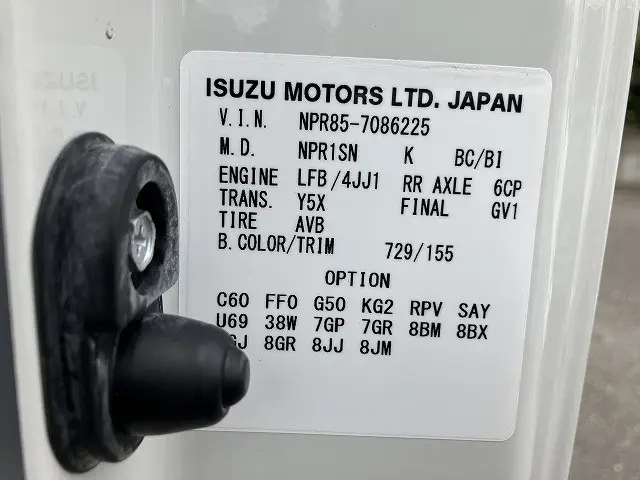 ISUZU MOTORS LTD. JAPAN
V.I.N. NPR85-7086225
M.D. NPR1SN K BC/BI
ENGINE LFB/4JJ1 RR AXLE 6CP
TRANS. Y5X FINAL GV1
TIRE AVB
B.COLOR/TRIM 729/155
OPTION
C60 FFO G50 KG2 RPV SAY
U69 38W 7GP 7GR 8BM 8BX
8GR 8JJ 8JM